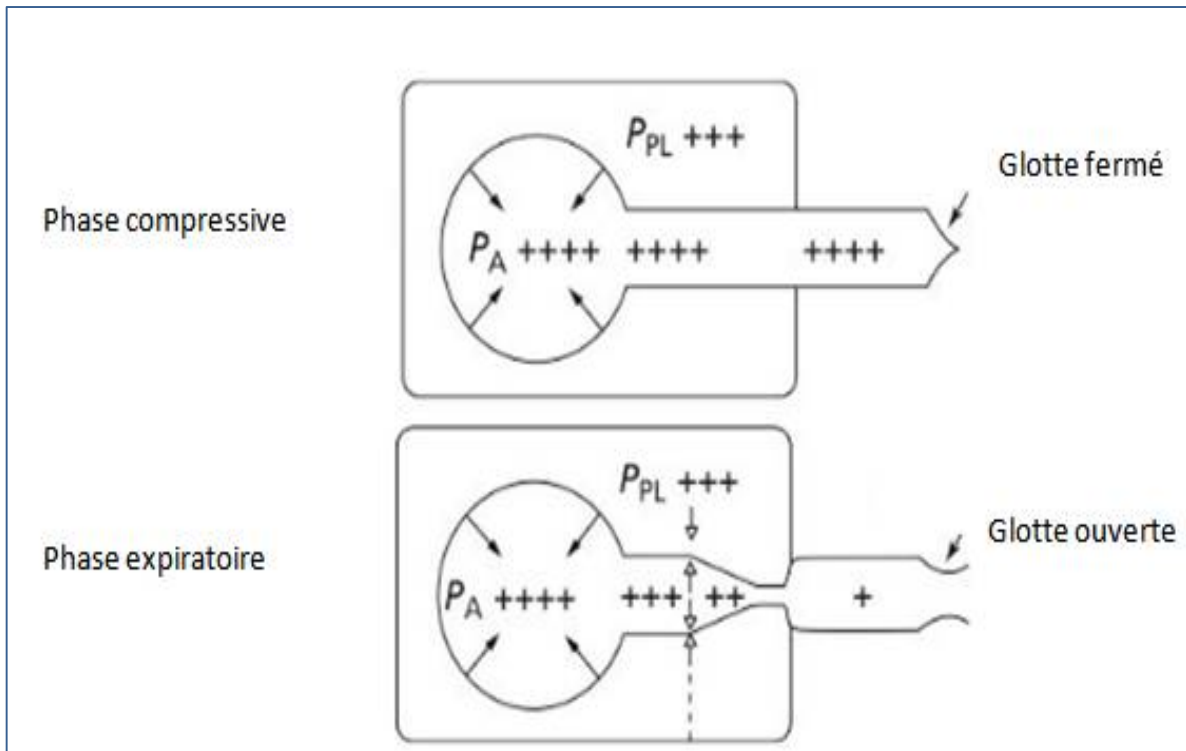 P_PL +++
Glotte fermé
Phase compressive
P_A ++++ ++++ ++++
P_PL +++
Glotte ouverte
Phase expiratoire
P_A ++++ +++ ++ +